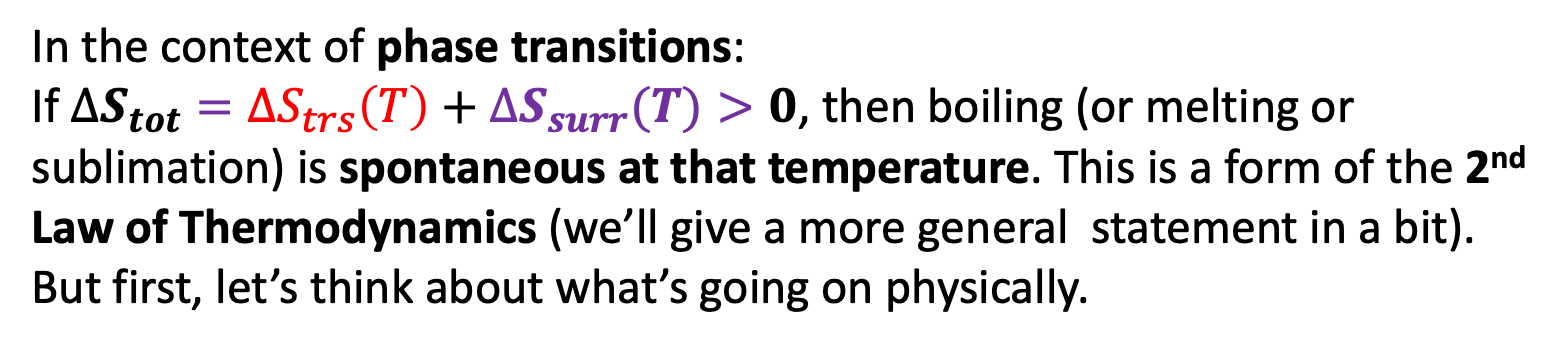 In the context of phase transitions:
If ΔS_tot = ΔS_trs(T) + ΔS_surr(T) > 0, then boiling (or melting or
sublimation) is spontaneous at that temperature. This is a form of the 2nd
Law of Thermodynamics (we’ll give a more general statement in a bit).
But first, let’s think about what’s going on physically.